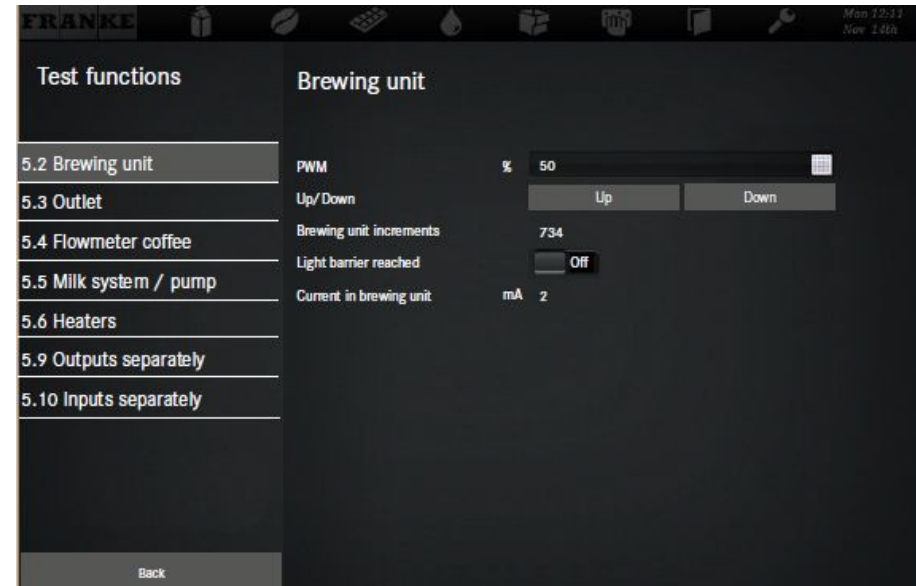 FRANKE
Mon 12:11
Nov 14th
Test functions
Brewing unit
5.2 Brewing unit
5.3 Outlet
5.4 Flowmeter coffee
5.5 Milk system / pump
5.6 Heaters
5.9 Outputs separately
5.10 Inputs separately
PWM % 50
Up/Down Up Down
Brewing unit increments 734
Light barrier reached Off
Current in brewing unit mA 2
Back